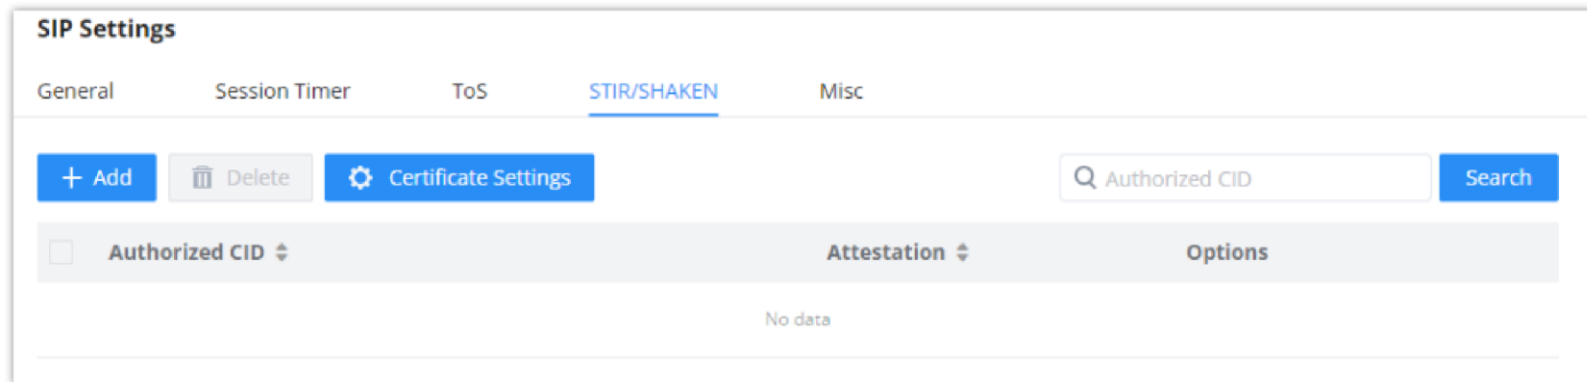 SIP Settings
General Session Timer ToS STIR/SHAKEN Misc
+ Add Delete Certificate Settings Authorized CID Search
Authorized CID Attestation Options
No data